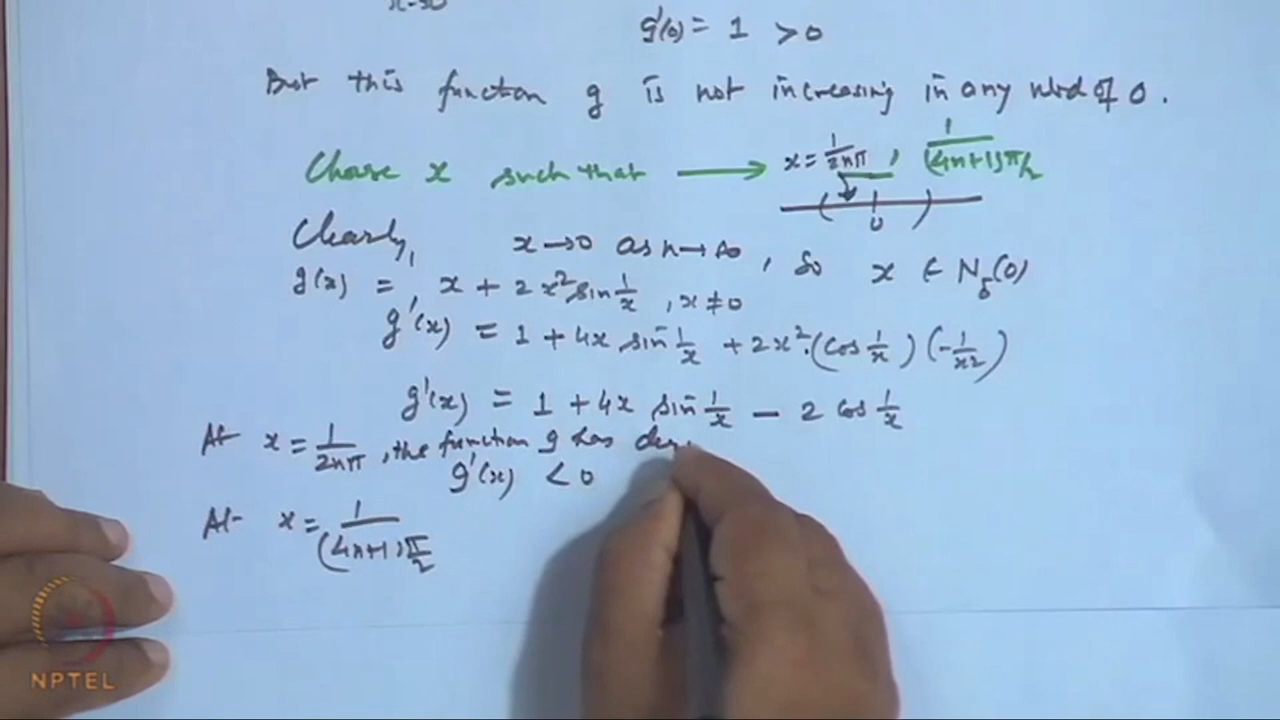 g'(0) = 1 > 0
But this function g is not increasing in any nbd of 0.
Choose x such that ⟶ x = 1/2nπ , 1/(4n+1)π/2
( 0 )
Clearly, x → 0 as n → ∞ , so x ∈ N_δ(0)
g(x) = x + 2x² sin 1/x , x ≠ 0
g'(x) = 1 + 4x sin 1/x + 2x².(cos 1/x)(-1/x²)
g'(x) = 1 + 4x sin 1/x - 2 cos 1/x
At x = 1/2nπ , the function g has
g'(x) < 0
At x = 1/(4n+1)π/2
NPTEL